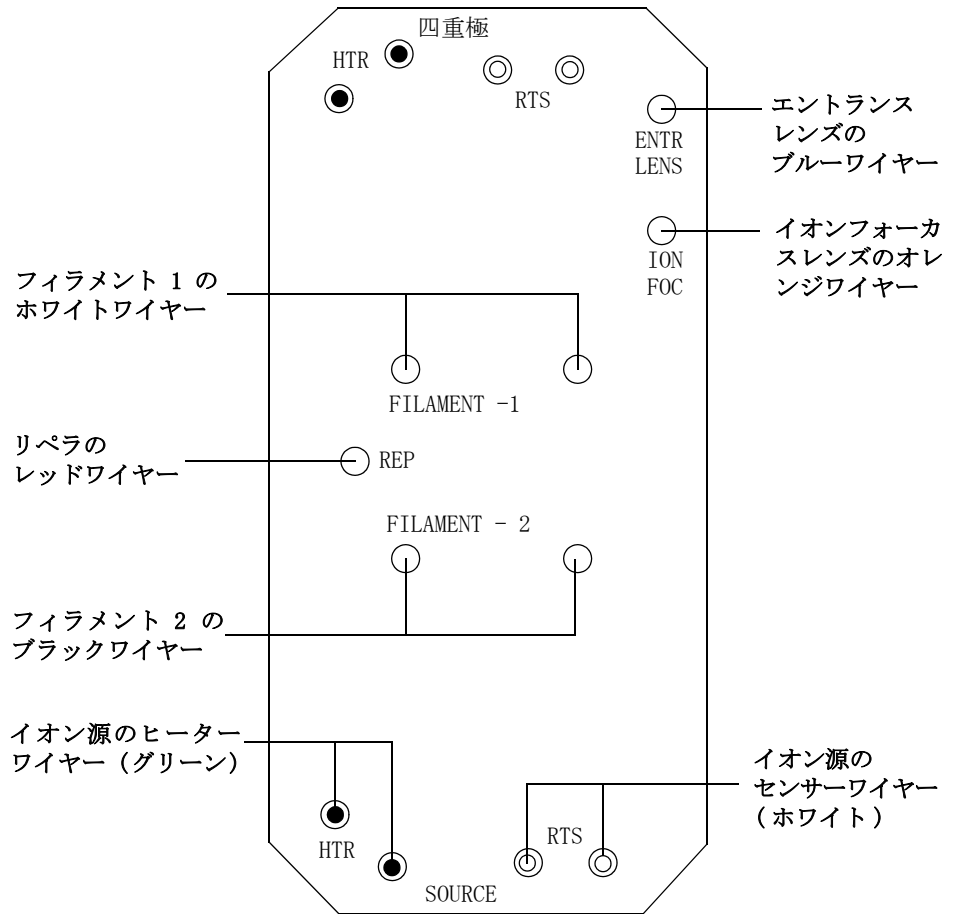 四重極
HTR
RTS
エントランス
レンズの
ブルーワイヤー
ENTR
LENS
イオンフォーカ
スレンズのオレ
ンジワイヤー
ION
FOC
フィラメント 1 の
ホワイトワイヤー
FILAMENT -1
リペラの
レッドワイヤー
REP
FILAMENT - 2
フィラメント 2 の
ブラックワイヤー
イオン源のヒーター
ワイヤー（グリーン）
イオン源の
センサーワイヤー
(ホワイト)
HTR
RTS
SOURCE